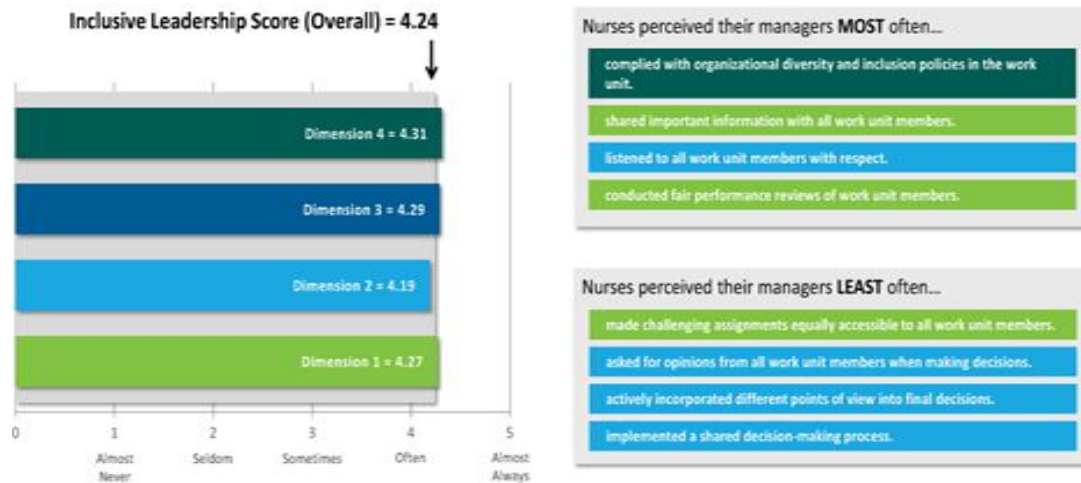 Inclusive Leadership Score (Overall) = 4.24
Dimension 4 = 4.31
Dimension 3 = 4.29
Dimension 2 = 4.19
Dimension 1 = 4.27
0 1 2 3 4 5
Almost Seldom Sometimes Often Almost
Never Always
Nurses perceived their managers MOST often...
complied with organizational diversity and inclusion policies in the work
unit.
shared important information with all work unit members.
listened to all work unit members with respect.
conducted fair performance reviews of work unit members.
Nurses perceived their managers LEAST often...
made challenging assignments equally accessible to all work unit members.
asked for opinions from all work unit members when making decisions.
actively incorporated different points of view into final decisions.
implemented a shared decision-making process.